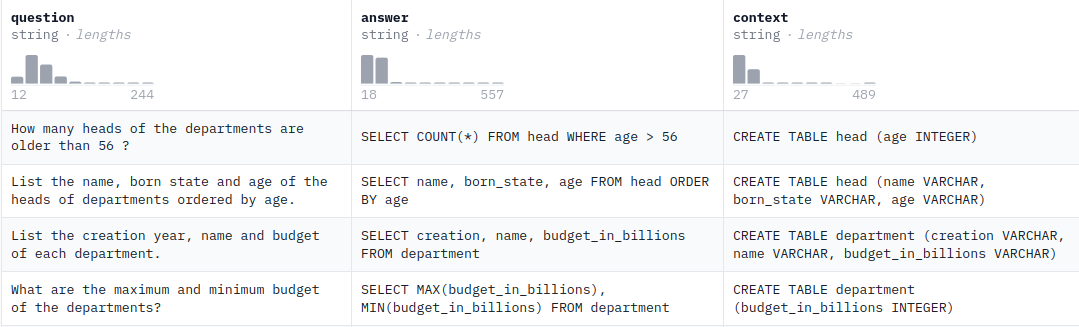 question
string · lengths
12 244
answer
string · lengths
18 557
context
string · lengths
27 489
How many heads of the departments are
older than 56 ?
SELECT COUNT(*) FROM head WHERE age > 56
CREATE TABLE head (age INTEGER)
List the name, born state and age of the
heads of departments ordered by age.
SELECT name, born_state, age FROM head ORDER
BY age
CREATE TABLE head (name VARCHAR,
born_state VARCHAR, age VARCHAR)
List the creation year, name and budget
of each department.
SELECT creation, name, budget_in_billions
FROM department
CREATE TABLE department (creation VARCHAR,
name VARCHAR, budget_in_billions VARCHAR)
What are the maximum and minimum budget
of the departments?
SELECT MAX(budget_in_billions),
MIN(budget_in_billions) FROM department
CREATE TABLE department
(budget_in_billions INTEGER)